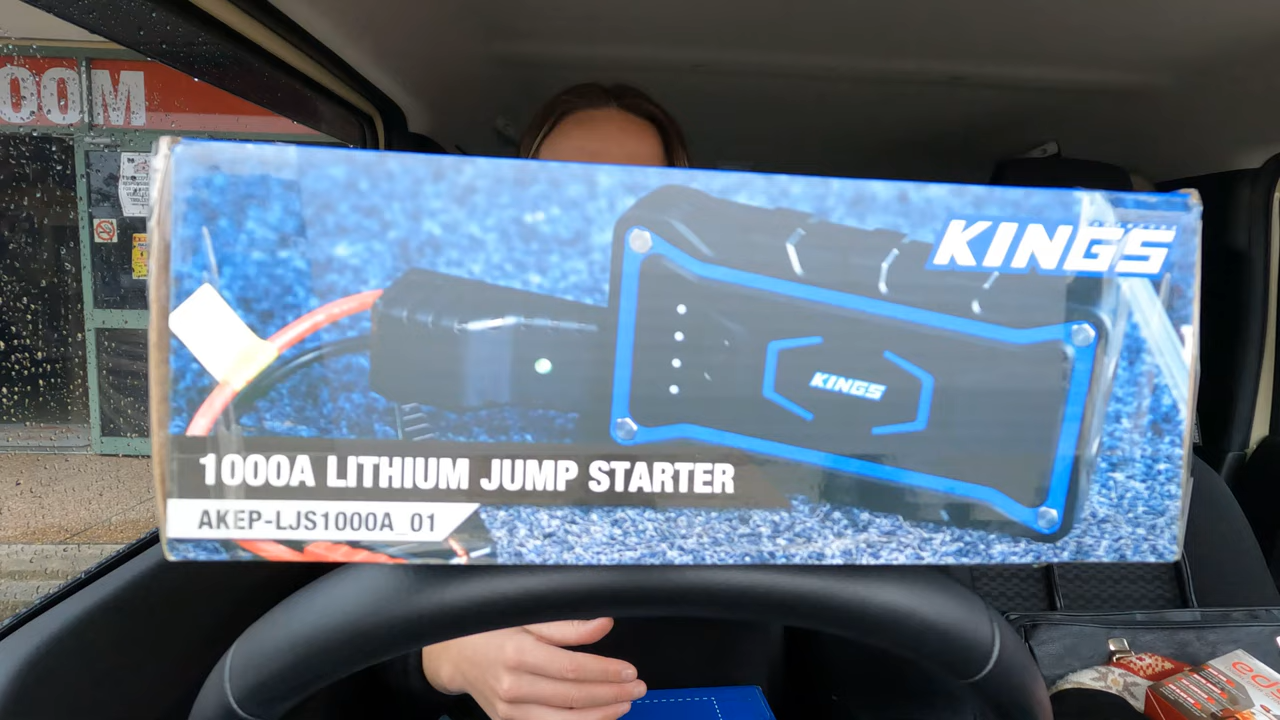 OOM
KINGS
KINGS
1000A LITHIUM JUMP STARTER
AKEP-LJS1000A_01